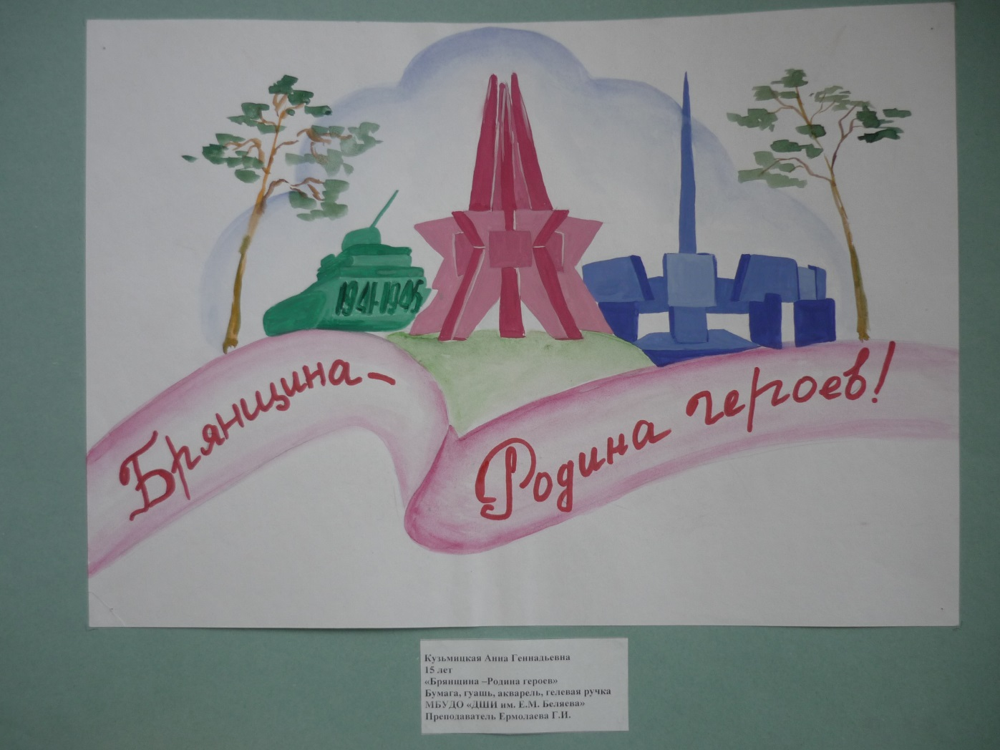 1941-1945
Брянщина-
Родина героев!
Кузьмицкая Анна Геннадьевна
15 лет
«Брянщина –Родина героев»
Бумага, гуашь, акварель, гелевая ручка
МБУДО «ДШИ им. Е.М. Беляева»
Преподаватель Ермолаева Г.И.